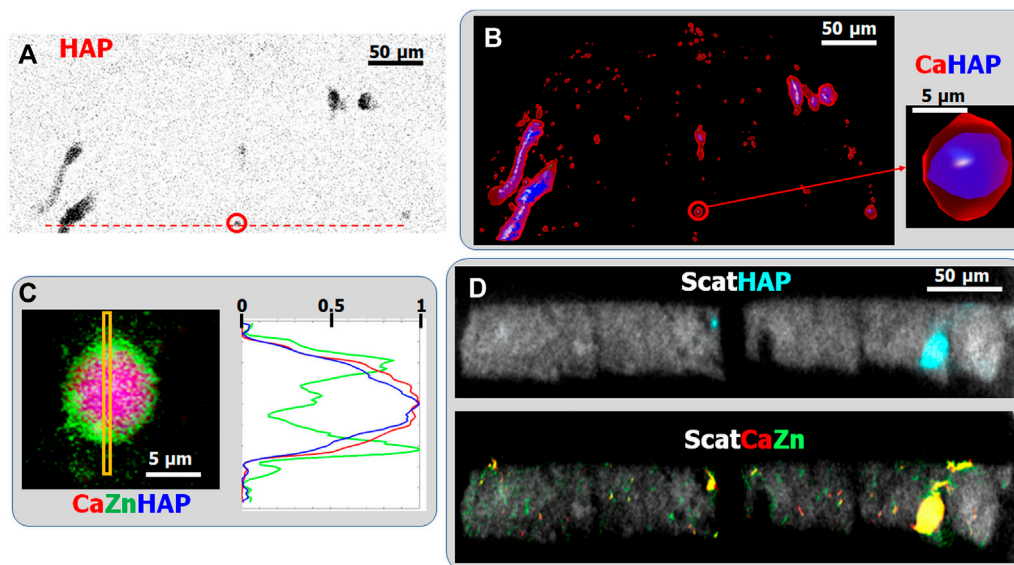 A
HAP
50 µm
B
50 µm
CaHAP
5 µm
C
5 µm
CaZnHAP
0
0.5
1
D
ScatHAP
50 µm
ScatCaZn